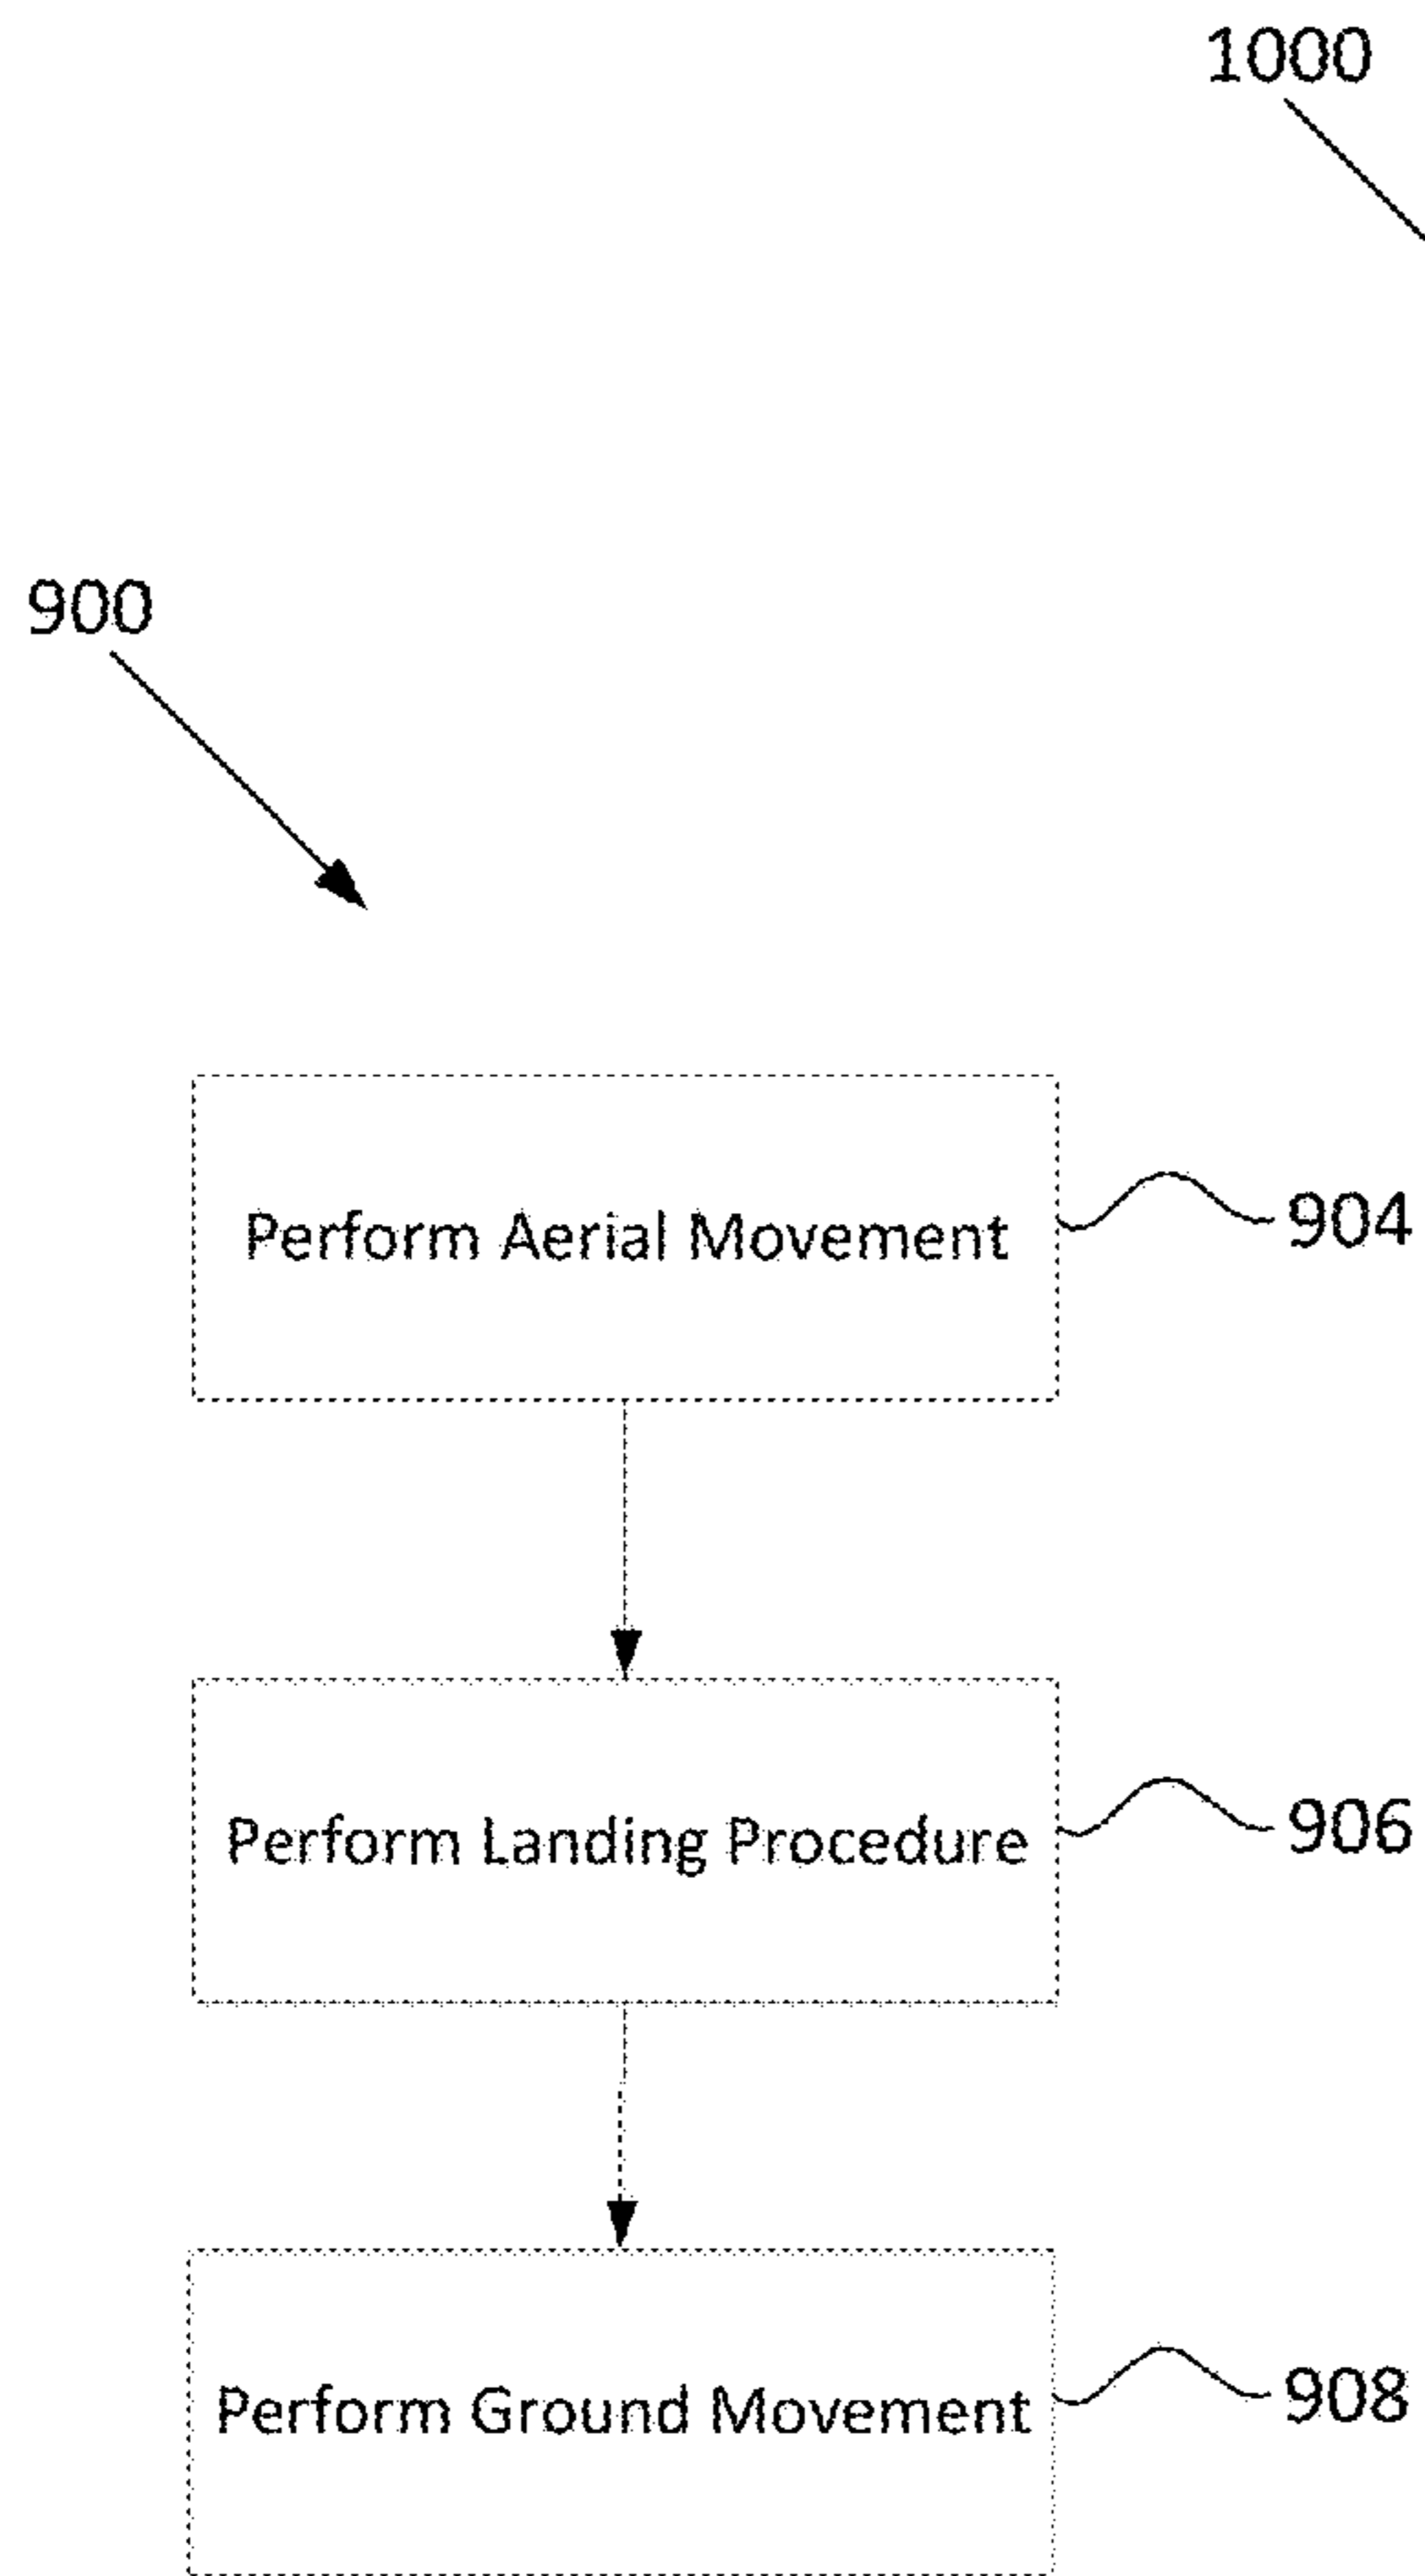 1000
900
Perform Aerial Movement
904
Perform Landing Procedure
906
Perform Ground Movement
908